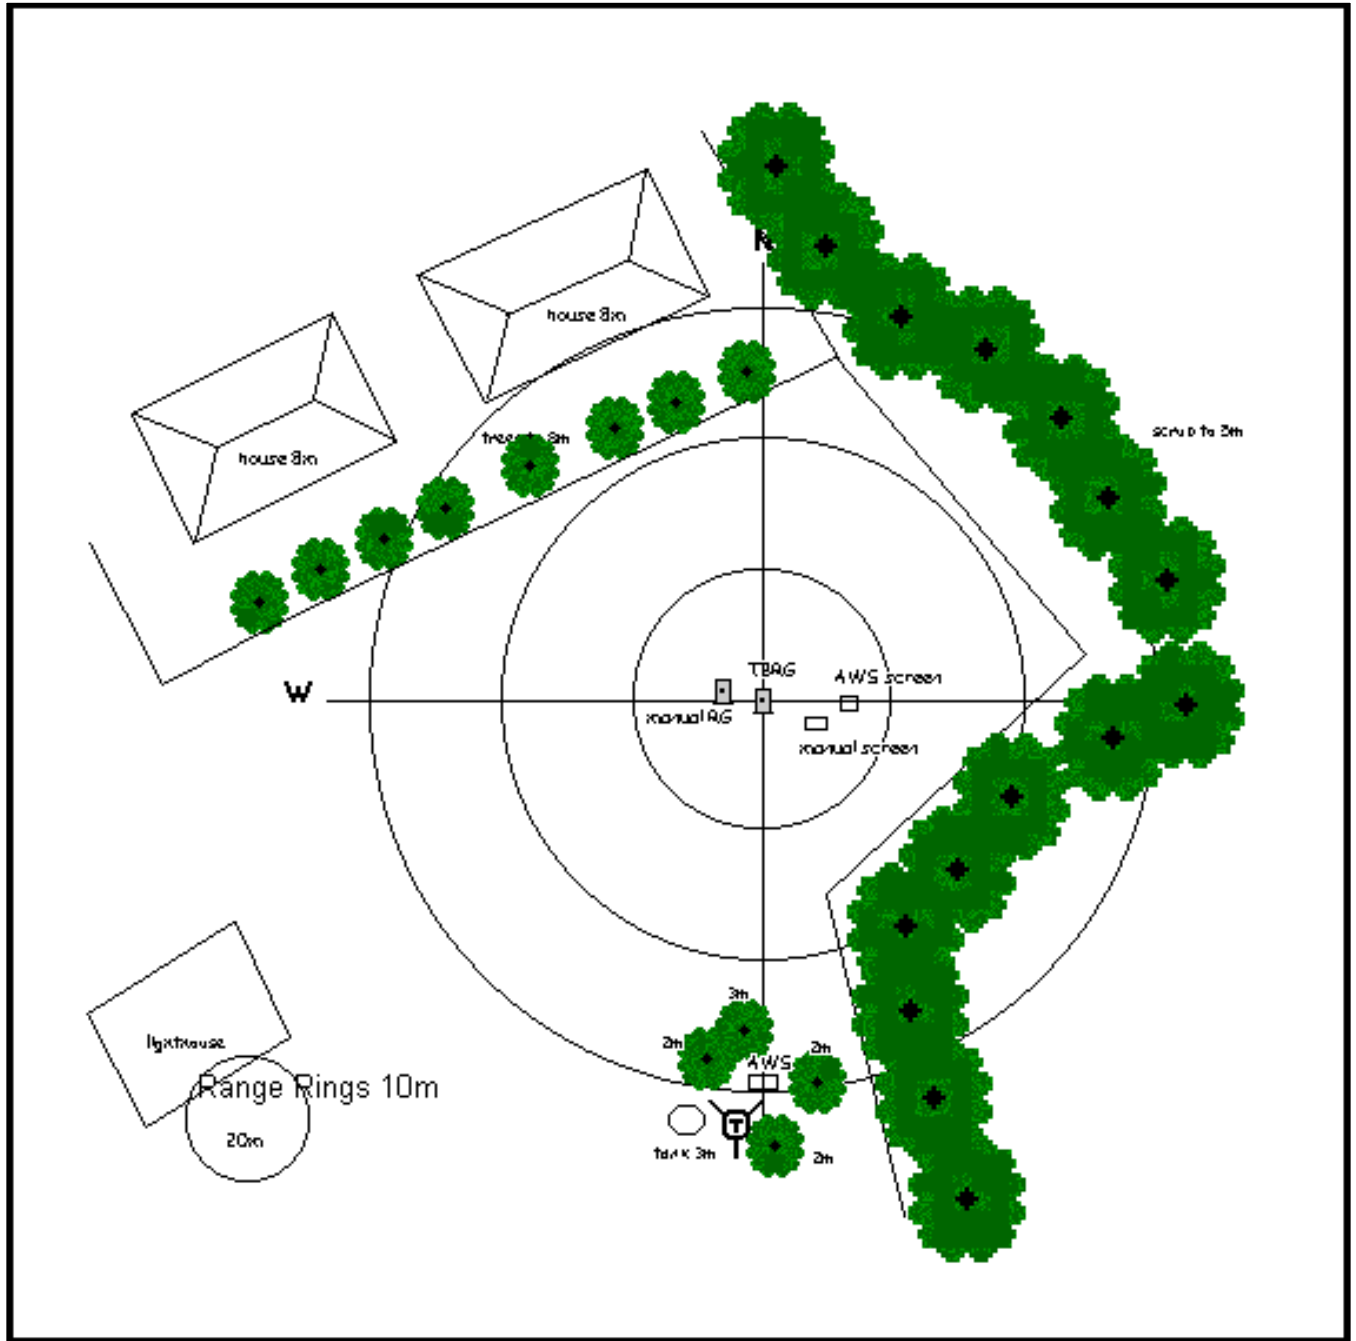 N
house 8m
house 8m
scrub to 3m
TBRG
AWS screen
W
manual RG
manual screen
3m
2m
2m
AWS
lighthouse
Range Rings 10m
T
20m
tank 3m
2m